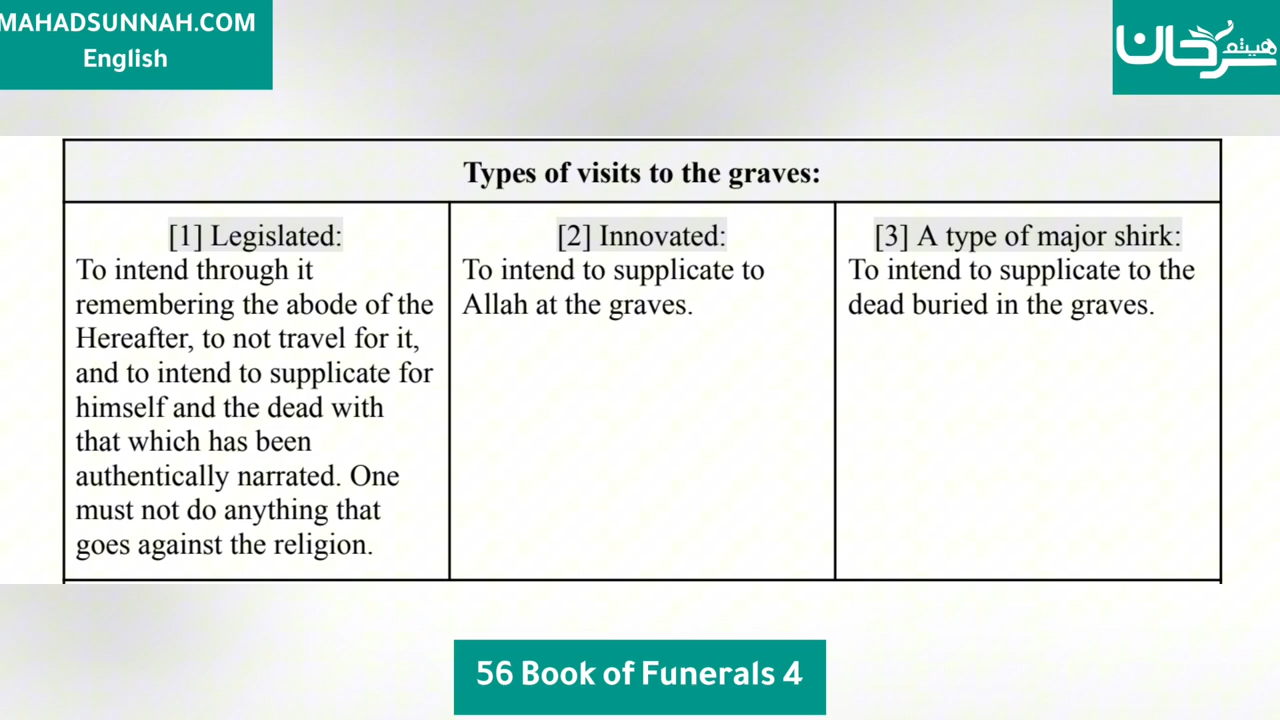 MAHADSUNNAH.COM
English
هيثم
سرحان
Types of visits to the graves:
[1] Legislated:
To intend through it
remembering the abode of the
Hereafter, to not travel for it,
and to intend to supplicate for
himself and the dead with
that which has been
authentically narrated. One
must not do anything that
goes against the religion.
[2] Innovated:
To intend to supplicate to
Allah at the graves.
[3] A type of major shirk:
To intend to supplicate to the
dead buried in the graves.
56 Book of Funerals 4